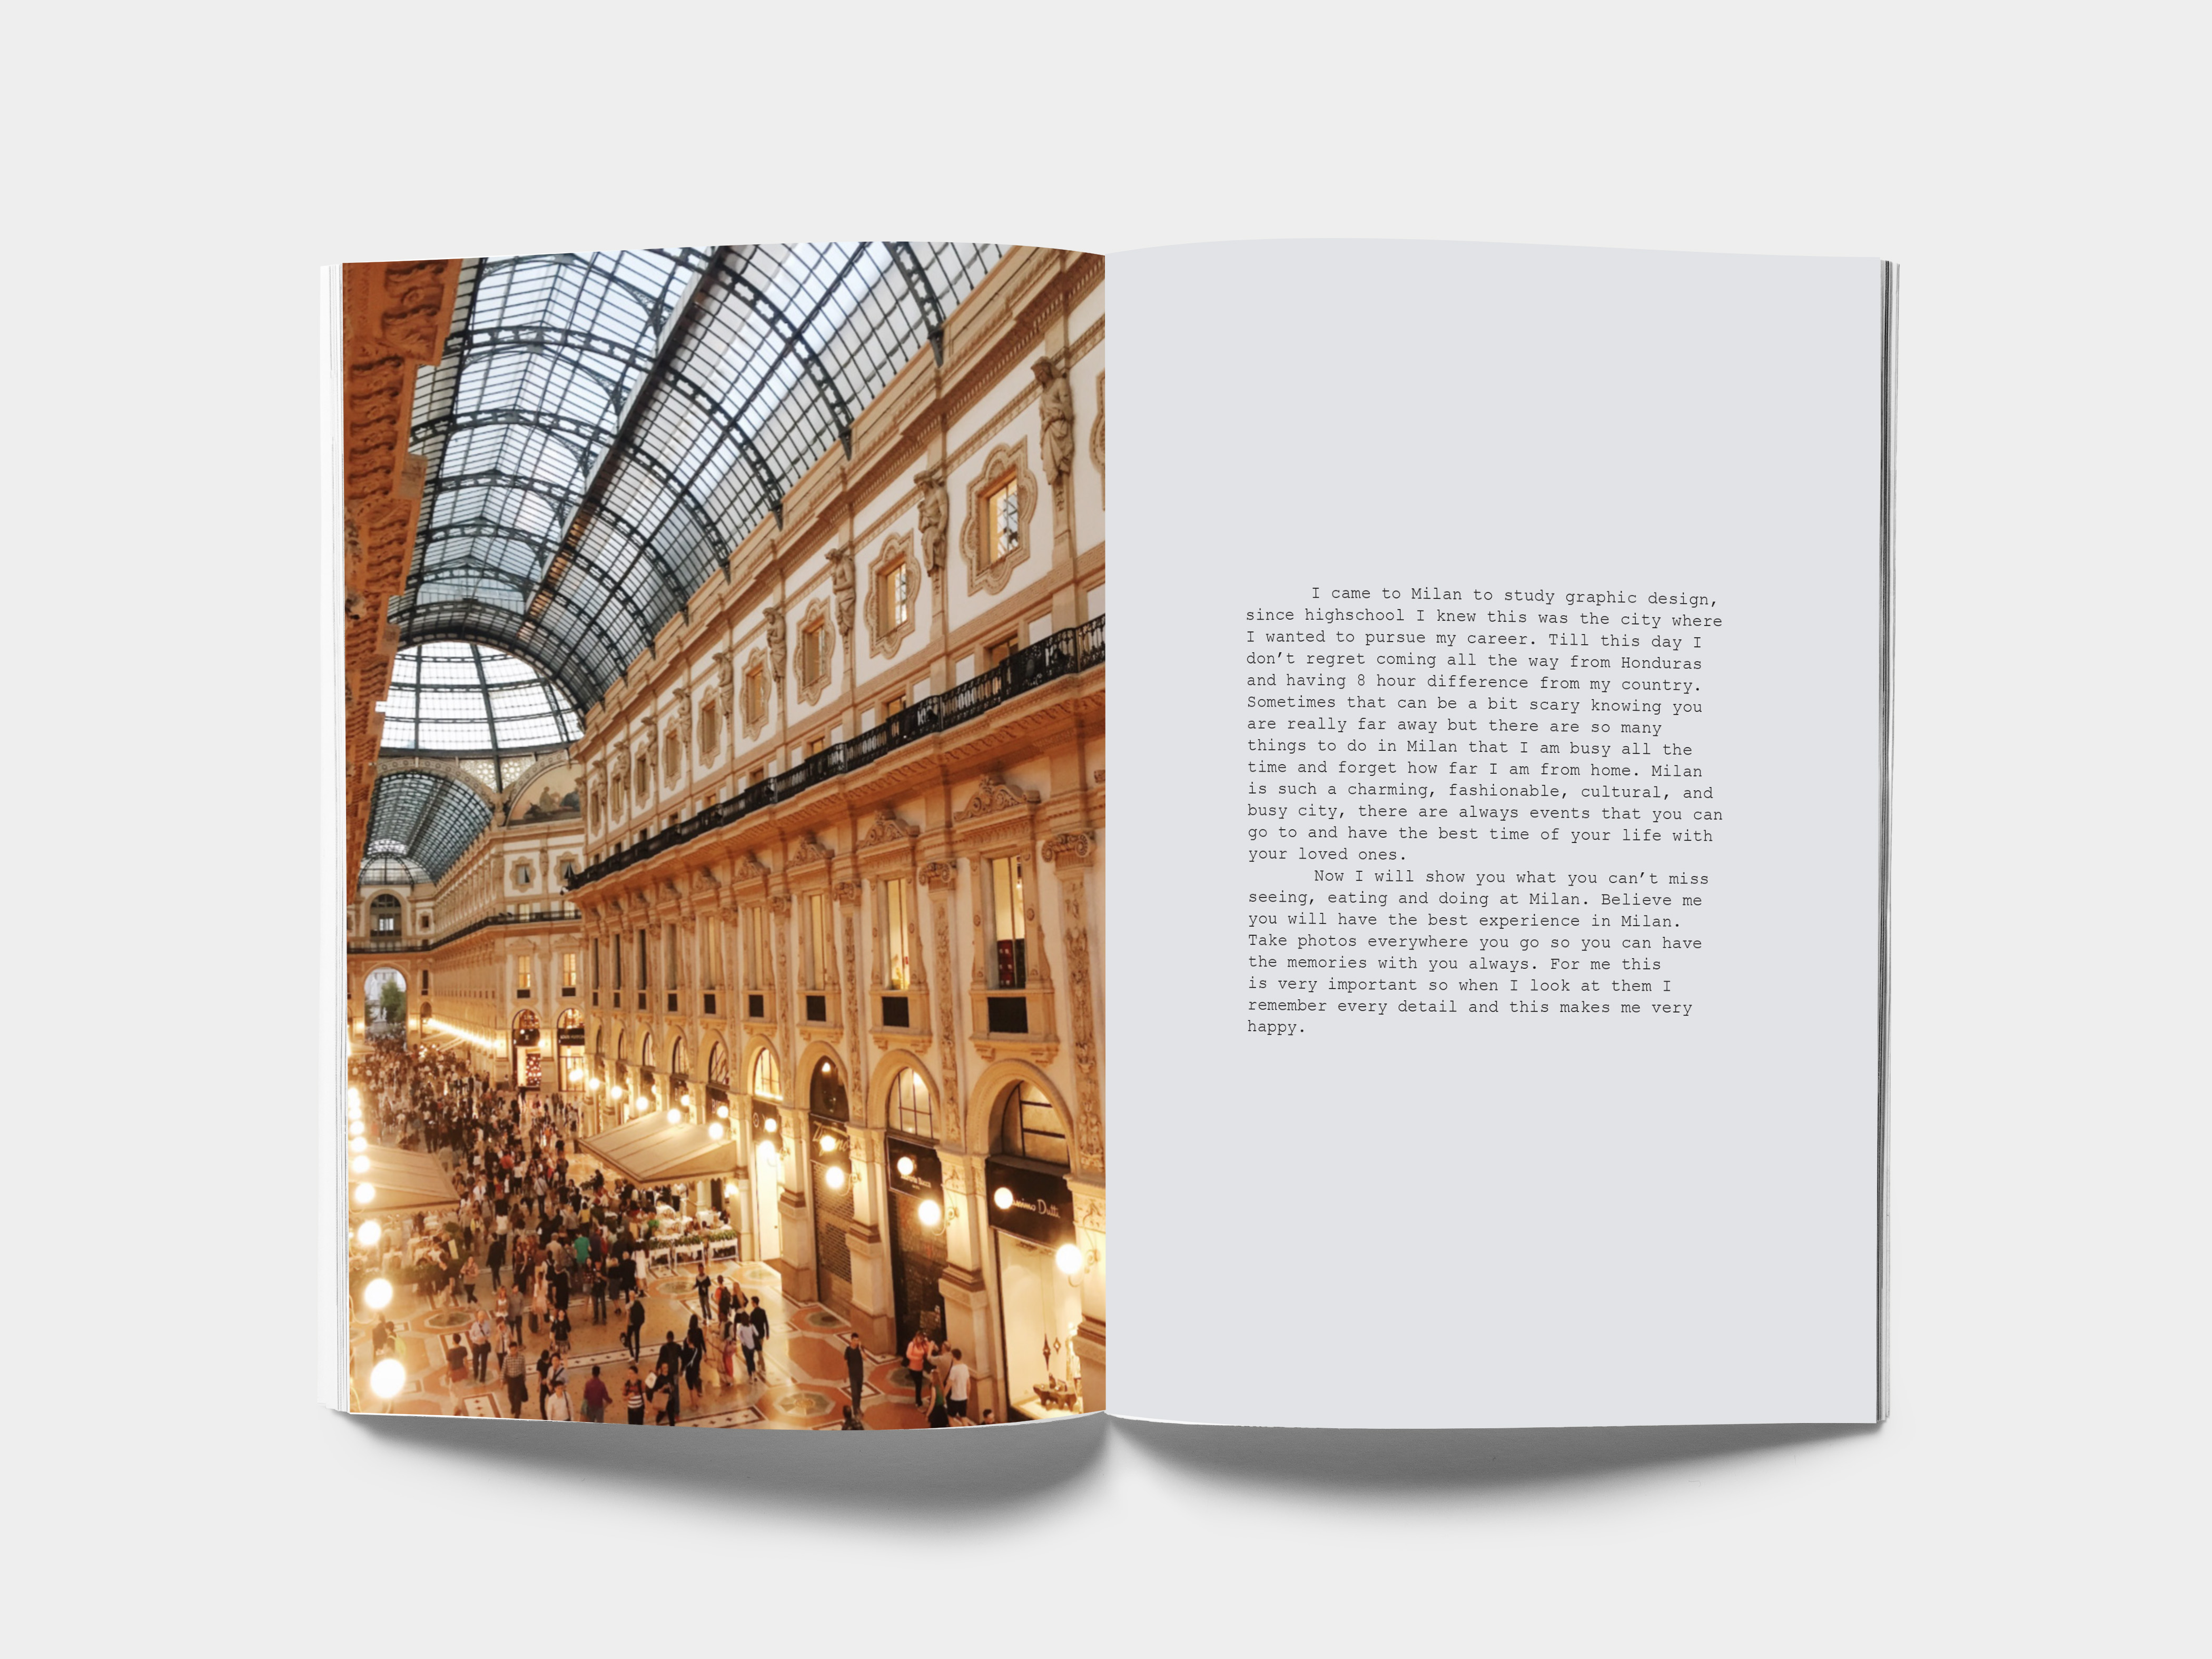 I came to Milan to study graphic design,
since highschool I knew this was the city where
I wanted to pursue my career. Till this day I
don’t regret coming all the way from Honduras
and having 8 hour difference from my country.
Sometimes that can be a bit scary knowing you
are really far away but there are so many
things to do in Milan that I am busy all the
time and forget how far I am from home. Milan
is such a charming, fashionable, cultural, and
busy city, there are always events that you can
go to and have the best time of your life with
your loved ones.
Now I will show you what you can’t miss
seeing, eating and doing at Milan. Believe me
you will have the best experience in Milan.
Take photos everywhere you go so you can have
the memories with you always. For me this
is very important so when I look at them I
remember every detail and this makes me very
happy.
Dutti